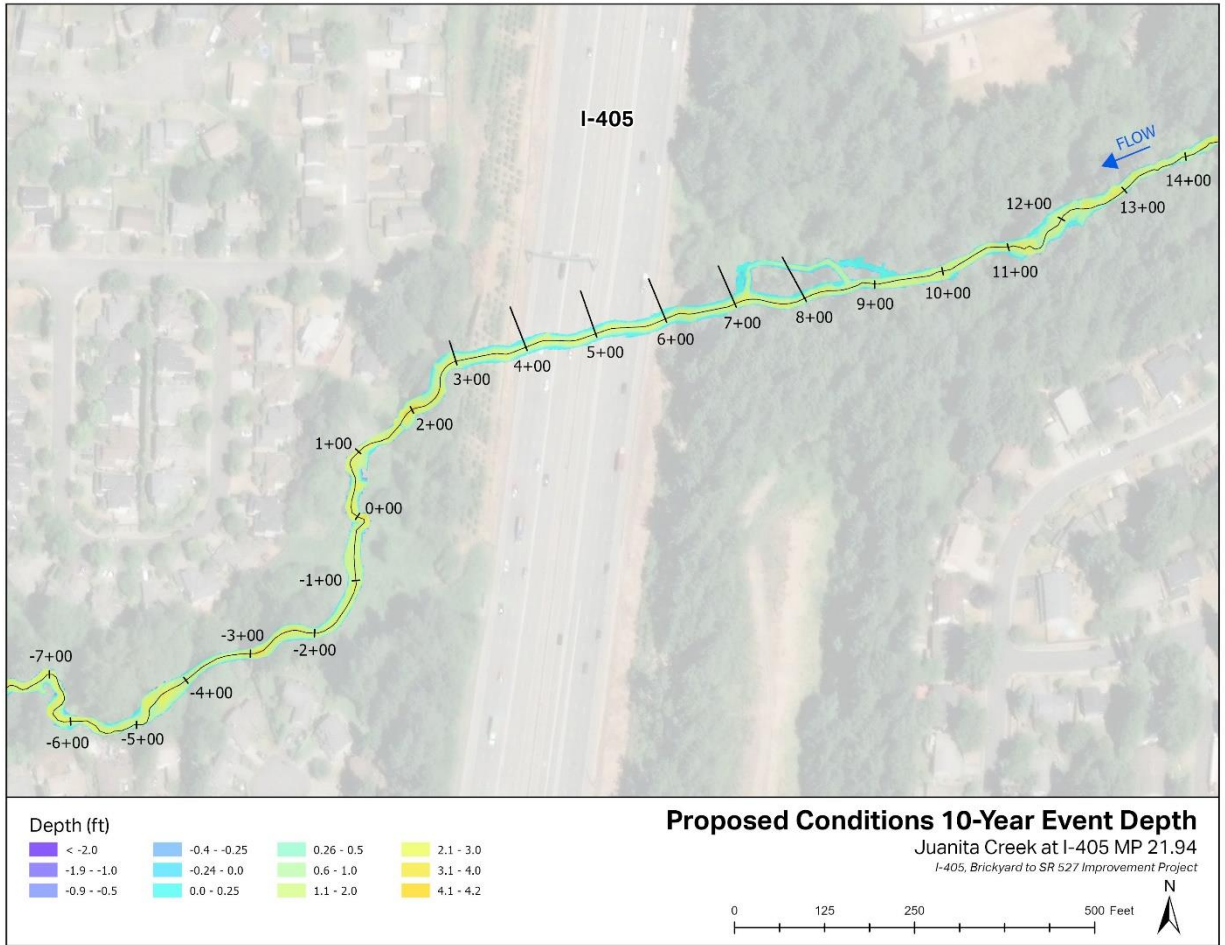 I-405
FLOW
14+00
12+00
13+00
11+00
10+00
9+00
8+00
7+00
6+00
5+00
4+00
3+00
2+00
1+00
0+00
-1+00
-3+00
-2+00
-7+00
-4+00
-6+00
-5+00
Depth (ft)
< -2.0
-1.9 - -1.0
-0.9 - -0.5
-0.4 - -0.25
-0.24 - 0.0
0.0 - 0.25
0.26 - 0.5
0.6 - 1.0
1.1 - 2.0
2.1 - 3.0
3.1 - 4.0
4.1 - 4.2
Proposed Conditions 10-Year Event Depth
Juanita Creek at I-405 MP 21.94
I-405, Brickyard to SR 527 Improvement Project
N
0 125 250 500 Feet